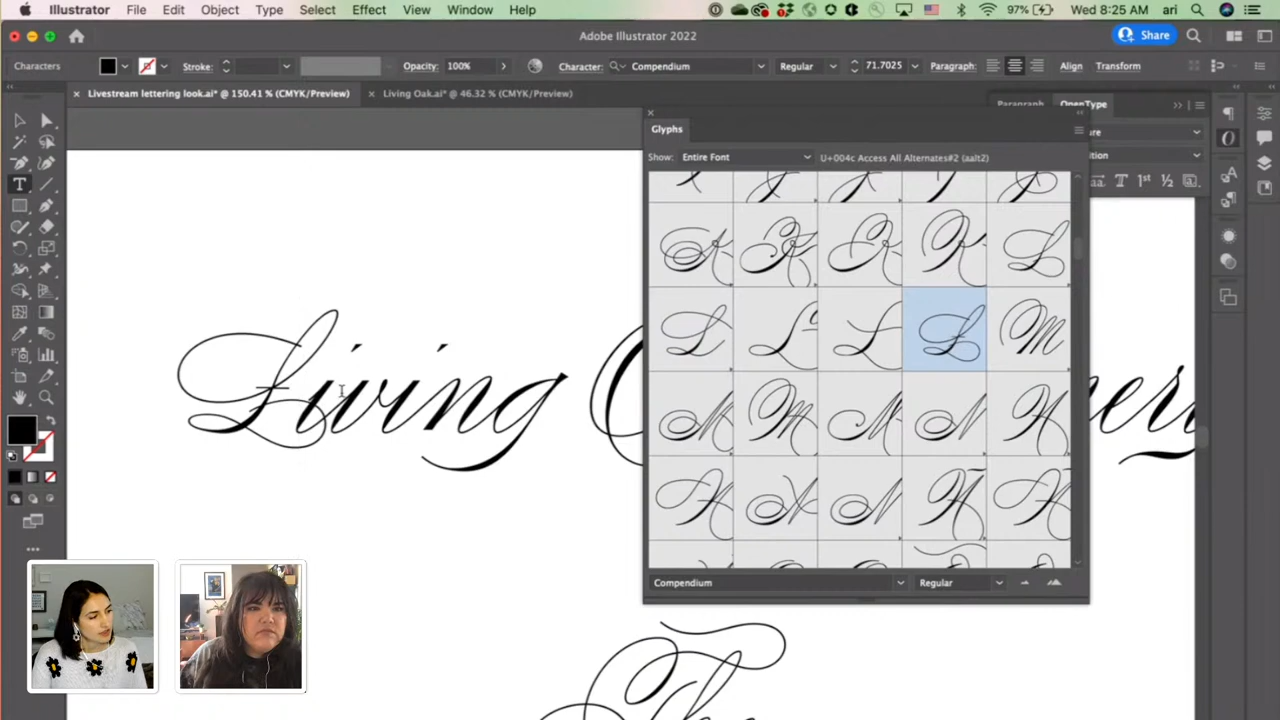 Illustrator File Edit Object Type Select Effect View Window Help 97% Wed 8:25 AM ari
Adobe Illustrator 2022 Share
Characters Stroke: Opacity: 100% Character: Compendium Regular 71.7025 Paragraph: Align Transform
Livestream lettering look.ai* @ 150.41 % (CMYK/Preview) Living Oak.ai* @ 46.32 % (CMYK/Preview)
Paragraph OpenType
Glyphs
Show: Entire Font U+004c Access All Alternates#2 (aalt2)
Living
Compendium Regular
The